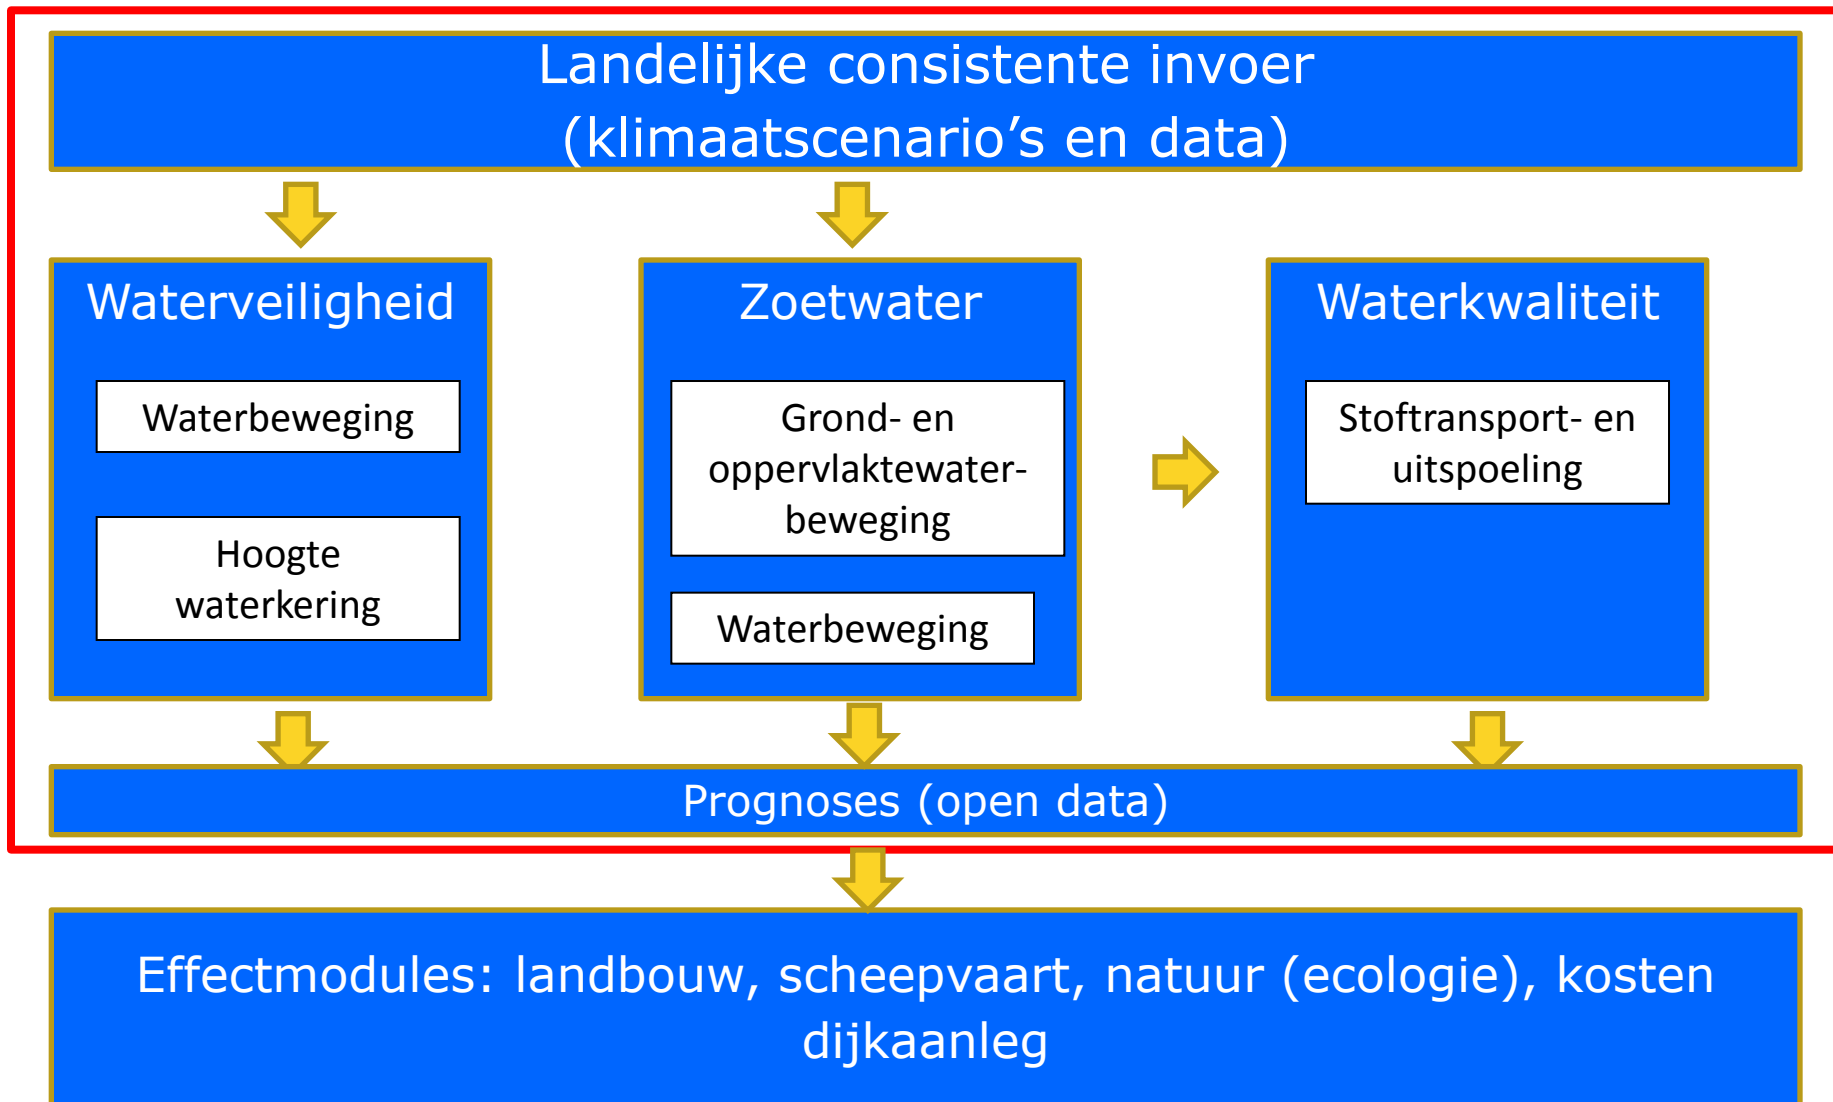 Landelijke consistente invoer
(klimaatscenario’s en data)
Waterveiligheid
Waterbeweging
Hoogte
waterkering
Zoetwater
Grond- en
oppervlaktewater-
beweging
Waterbeweging
Waterkwaliteit
Stoftransport- en
uitspoeling
Prognoses (open data)
Effectmodules: landbouw, scheepvaart, natuur (ecologie), kosten
dijkaanleg